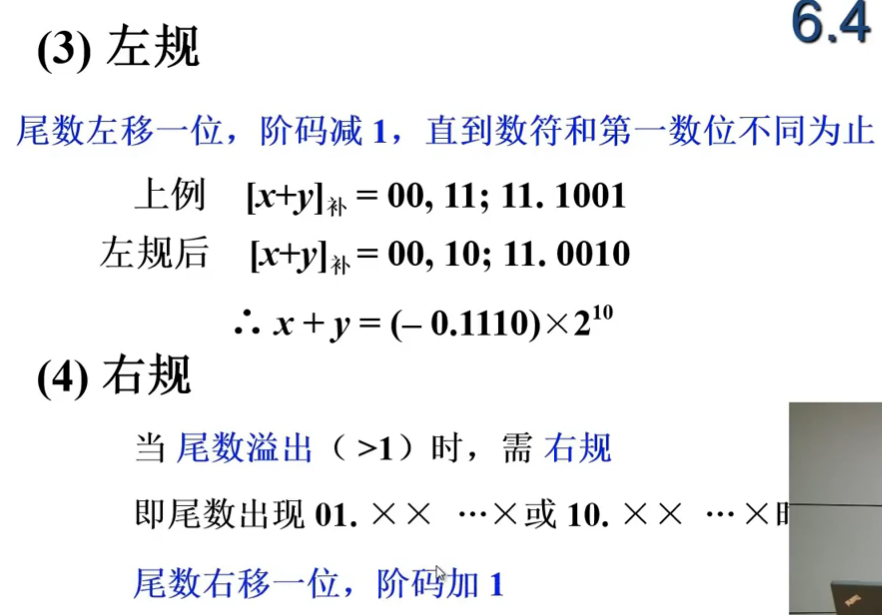 6.4
(3) 左规
尾数左移一位，阶码减 1，直到数符和第一数位不同为止
上例 [x+y]补 = 00, 11; 11. 1001
左规后 [x+y]补 = 00, 10; 11. 0010
∴ x + y = (– 0.1110)×2^10
(4) 右规
当 尾数溢出（ >1）时，需 右规
即尾数出现 01. ×× …×或 10. ×× …×
尾数右移一位，阶码加 1